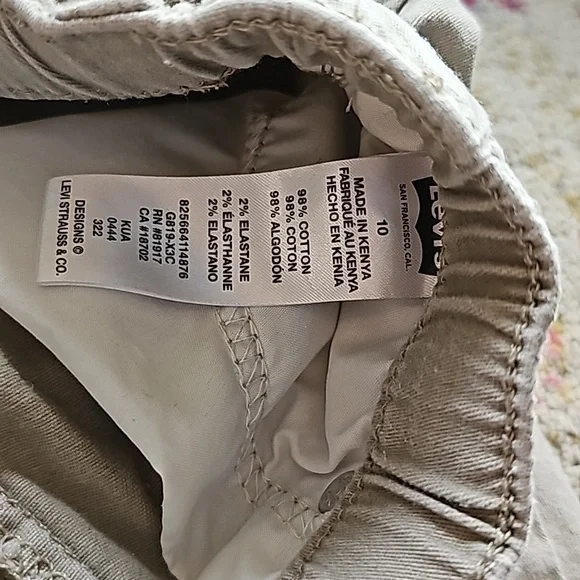 Levi's
SAN FRANCISCO, CAL.
10
MADE IN KENYA
FABRIQUÉ AU KENYA
HECHO EN KENIA
98% COTTON
98% COTON
98% ALGODÓN
2% ELASTANE
2% ÉLASTHANNE
2% ELASTANO
82566414876
G819-X3C
RN #81917
CA #18702
KUA
0444
322
DESIGNS ©
LEVI STRAUSS & CO.